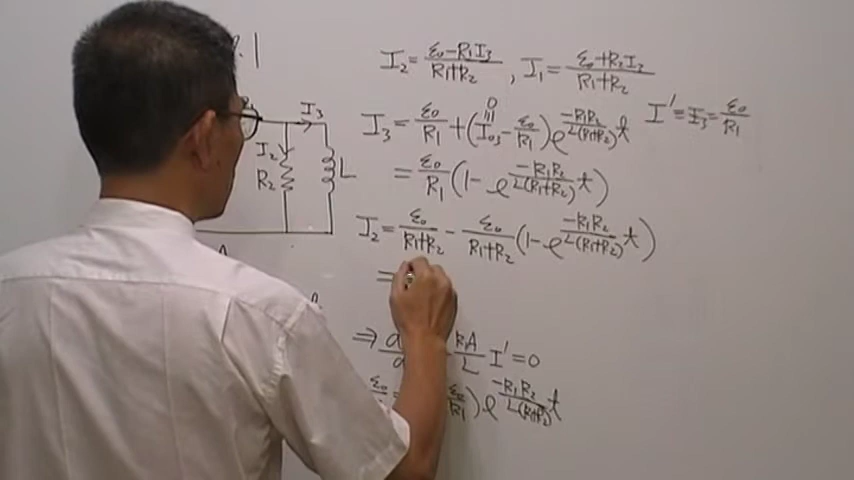 I₂ = (ε₀-R₁I₃)/(R₁+R₂) , I₁ = (ε₀+R₂I₃)/(R₁+R₂)
I₃ = ε₀/R₁ + (I₀₃ - ε₀/R₁) e^(-R₁R₂/L(R₁+R₂) t)
0
I' = I₃ = ε₀/R₁
= ε₀/R₁ (1 - e^(-R₁R₂/L(R₁+R₂) t))
I₂ = ε₀/(R₁+R₂) - ε₀/(R₁+R₂) (1 - e^(-R₁R₂/L(R₁+R₂) t))
=
I' = 0
ε₀/R₁) e^(-R₁R₂/L(R₁+R₂) t)
I₃
I₂
R₂
L